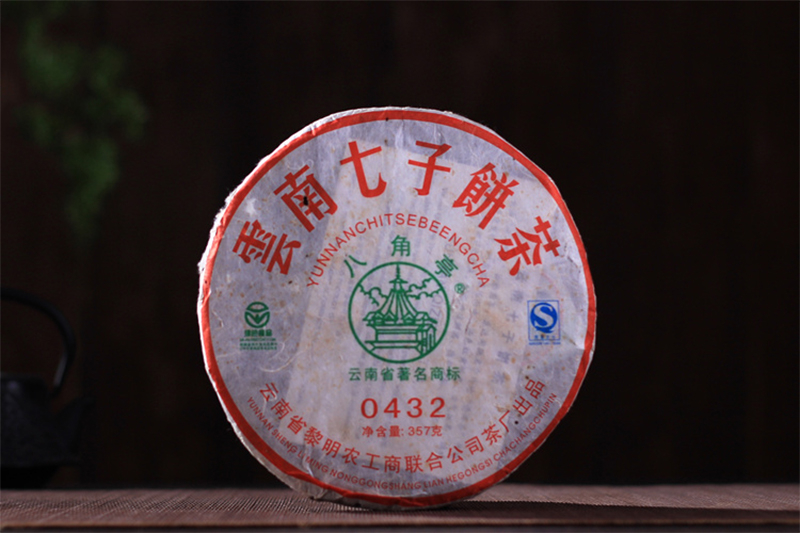 雲南七子餅茶
YUNNANCHITSEBEENGCHA
八角亭
®
云南省著名商标
0432
净含量: 357克
云南省黎明农工商联合公司茶厂出品